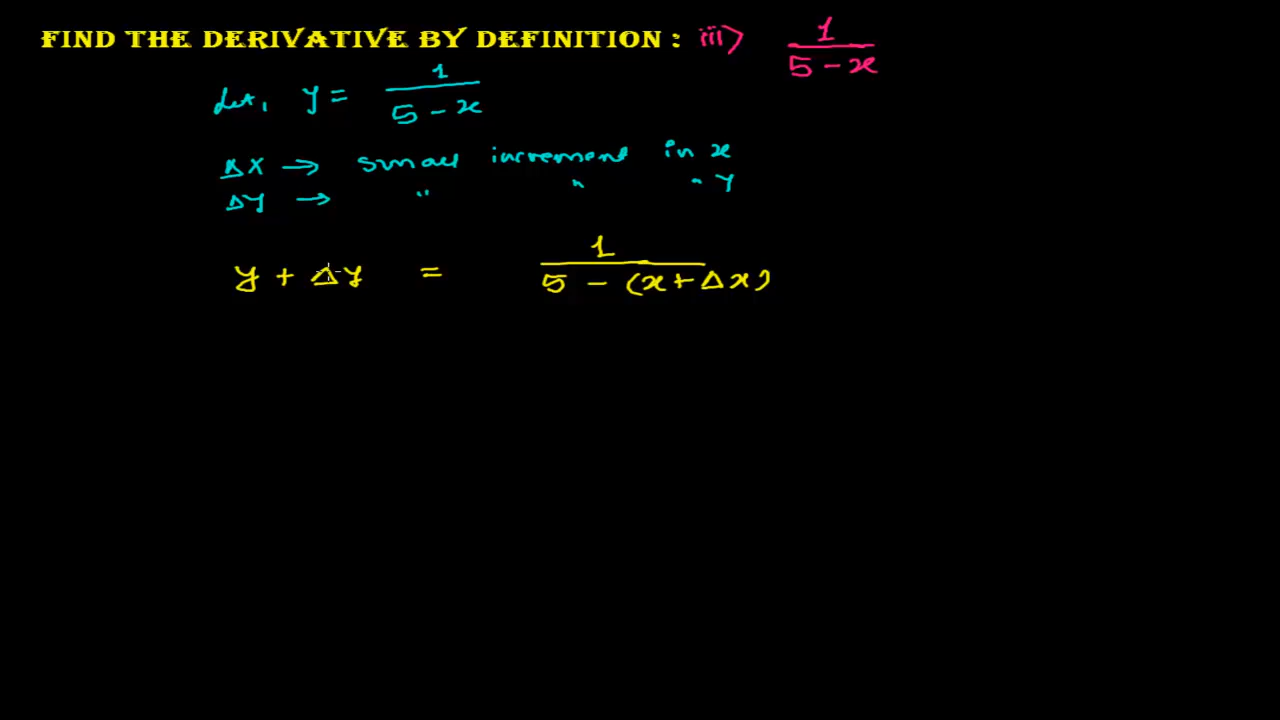 FIND THE DERIVATIVE BY DEFINITION : iii> 1/(5-x)
Let, y = 1/(5-x)
Δx → small increment in x
Δy → " " " y
y + Δy = 1/(5-(x+Δx))